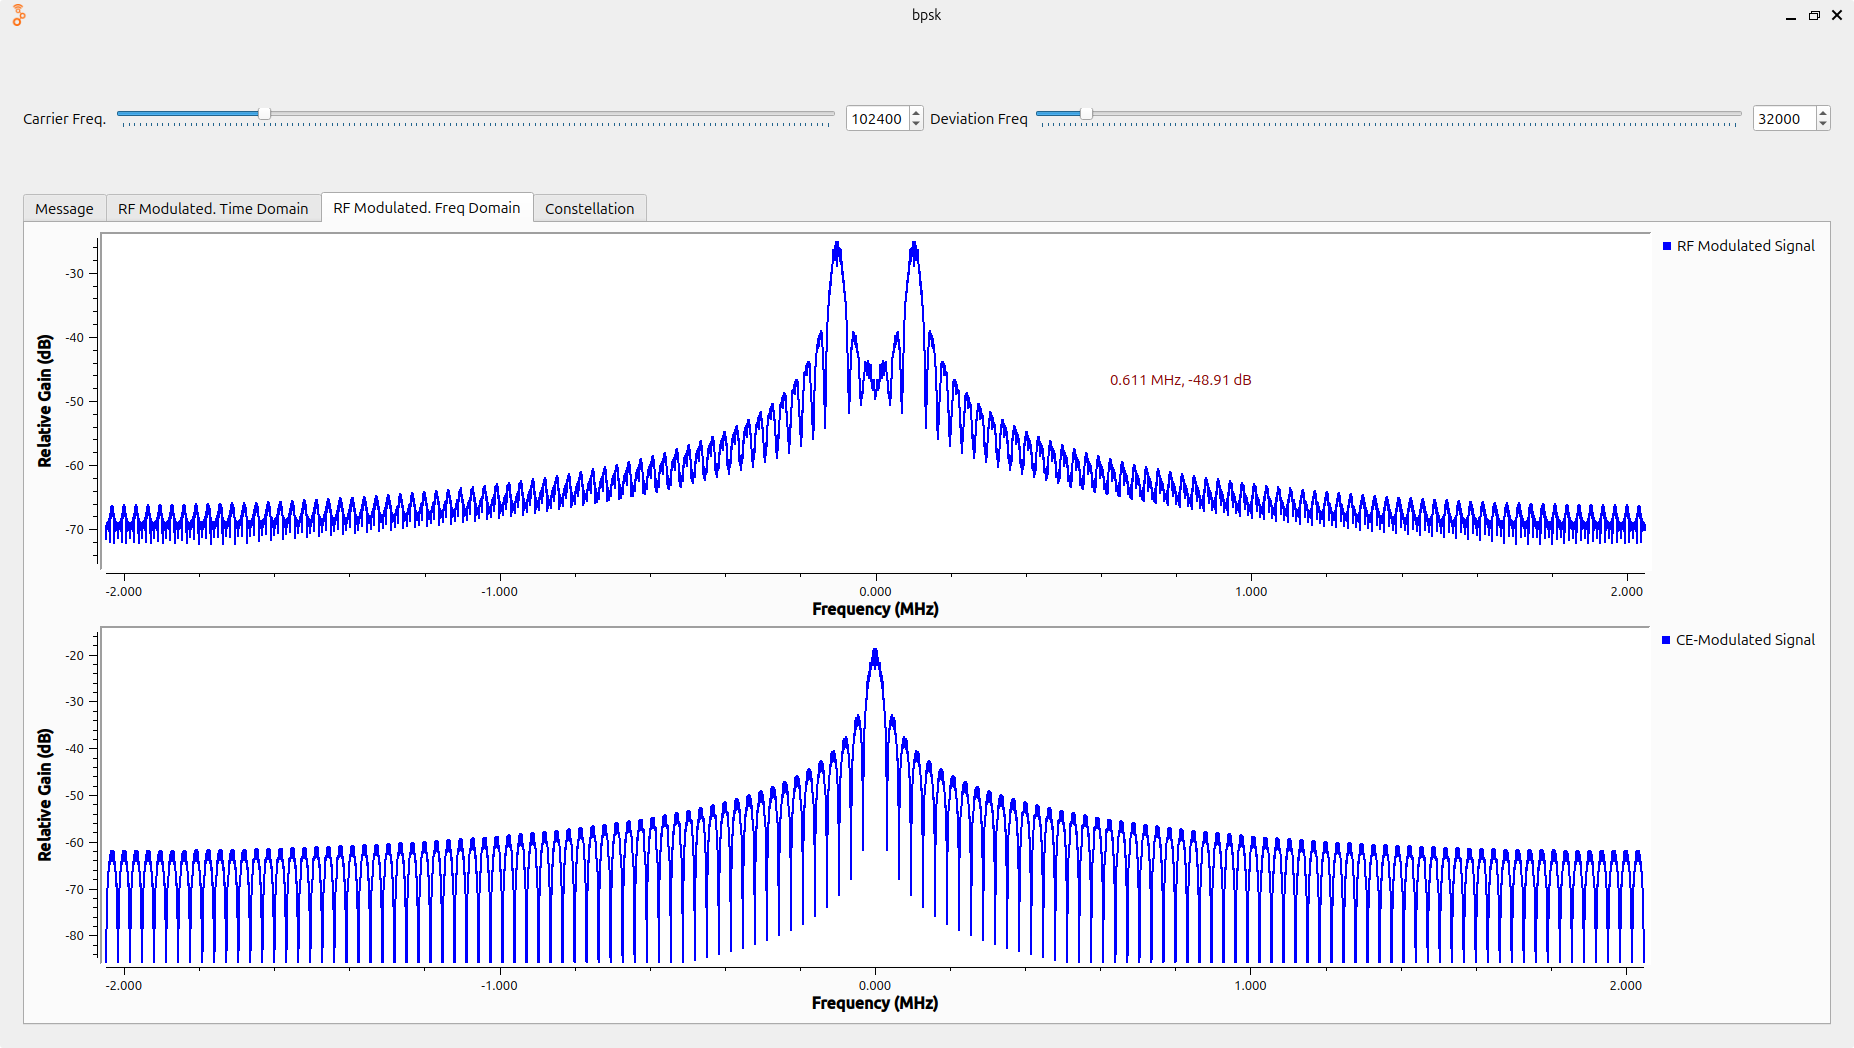 bpsk
Carrier Freq. 102400 Deviation Freq 32000
Message RF Modulated. Time Domain RF Modulated. Freq Domain Constellation
RF Modulated Signal
-30
-40
-50
-60
-70
Relative Gain (dB)
0.611 MHz, -48.91 dB
-2.000 -1.000 0.000 1.000 2.000
Frequency (MHz)
CE-Modulated Signal
-20
-30
-40
-50
-60
-70
-80
Relative Gain (dB)
-2.000 -1.000 0.000 1.000 2.000
Frequency (MHz)